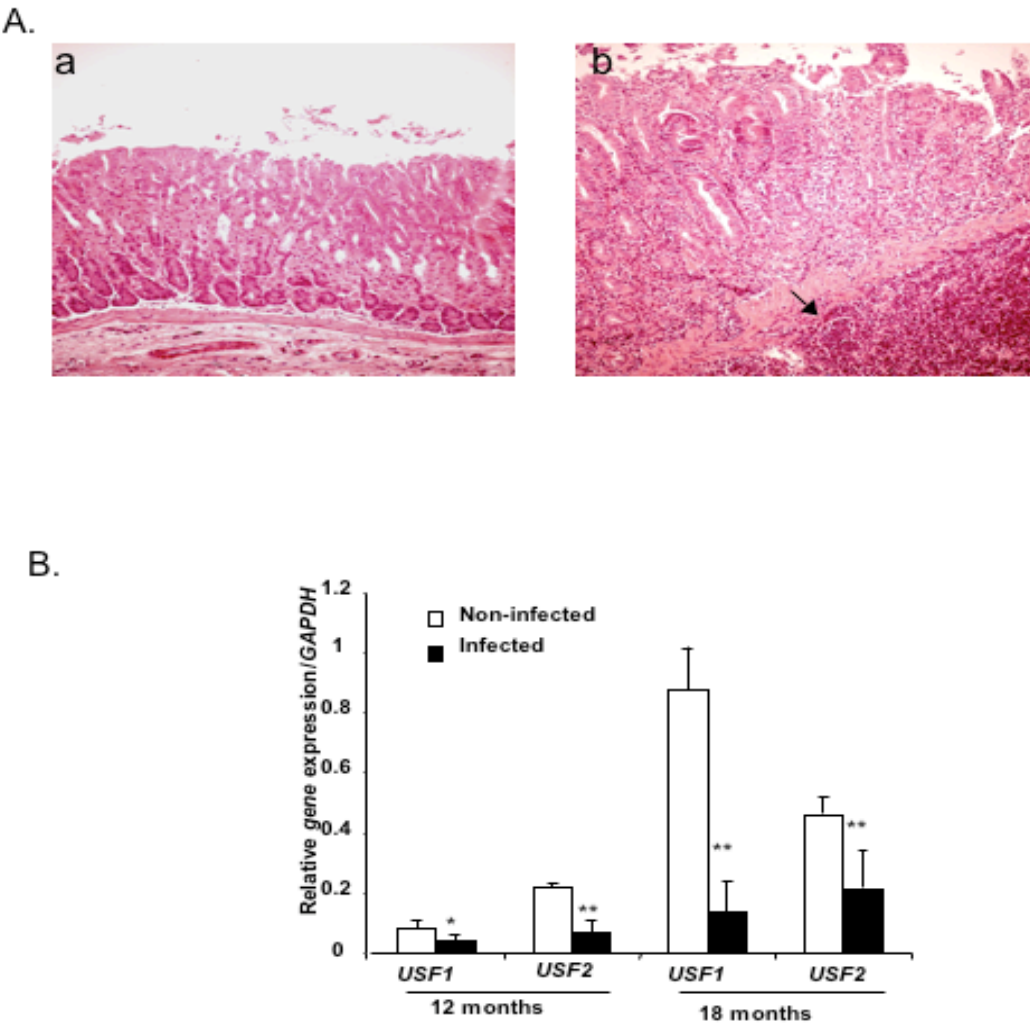 A.
a
b
B.
Relative gene expression/GAPDH
1.2
1
0.8
0.6
0.4
0.2
0
Non-infected
Infected
*
**
**
**
USF1
USF2
USF1
USF2
12 months
18 months